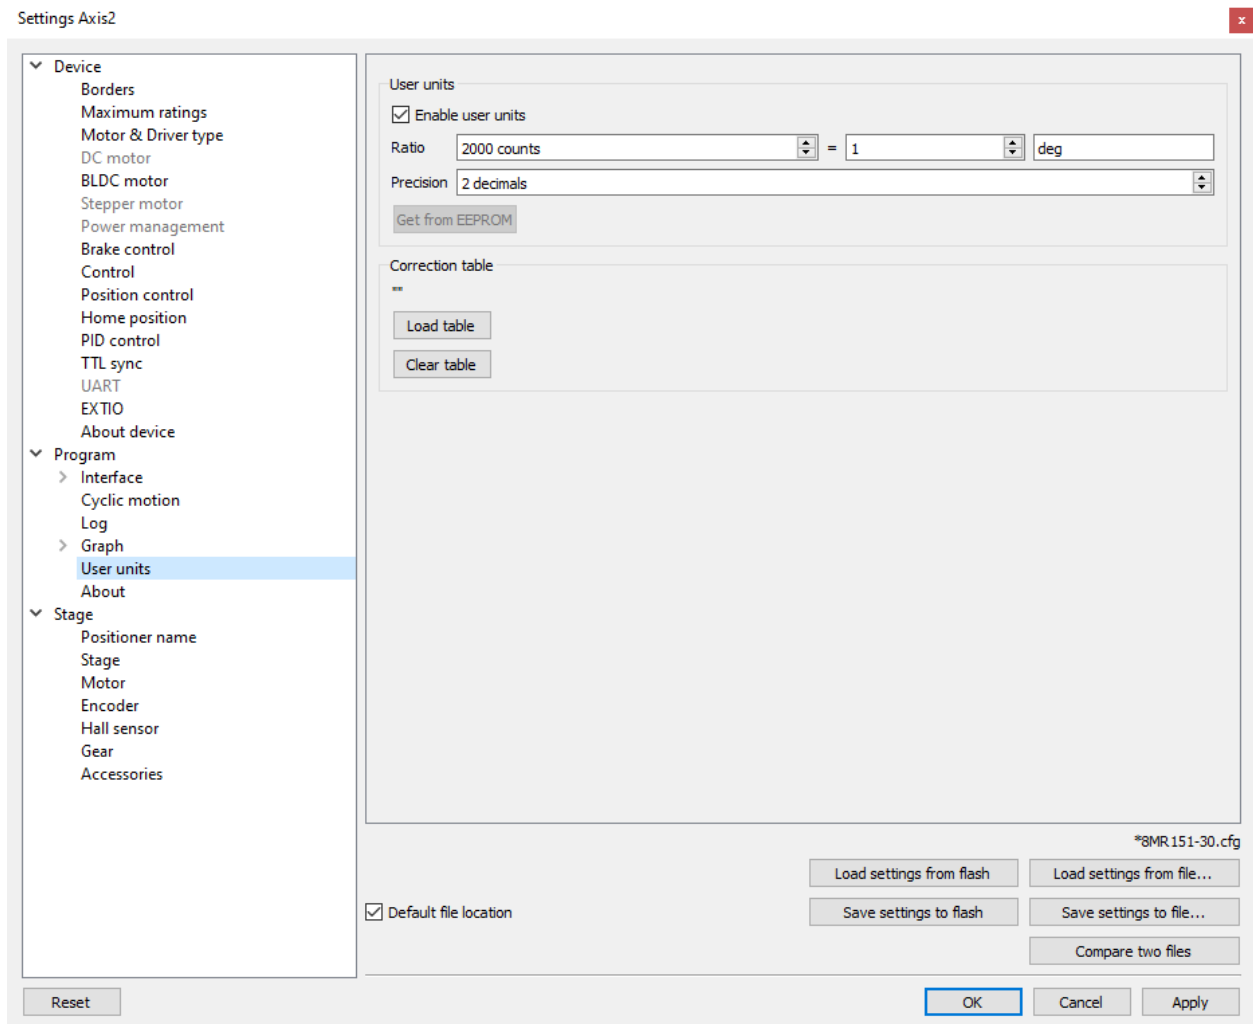 Settings Axis2
x
Device
Borders
Maximum ratings
Motor & Driver type
DC motor
BLDC motor
Stepper motor
Power management
Brake control
Control
Position control
Home position
PID control
TTL sync
UART
EXTIO
About device
Program
Interface
Cyclic motion
Log
Graph
User units
About
Stage
Positioner name
Stage
Motor
Encoder
Hall sensor
Gear
Accessories
User units
Enable user units
Ratio 2000 counts = 1 deg
Precision 2 decimals
Get from EEPROM
Correction table
""
Load table
Clear table
*8MR151-30.cfg
Load settings from flash Load settings from file...
Default file location Save settings to flash Save settings to file...
Compare two files
Reset OK Cancel Apply